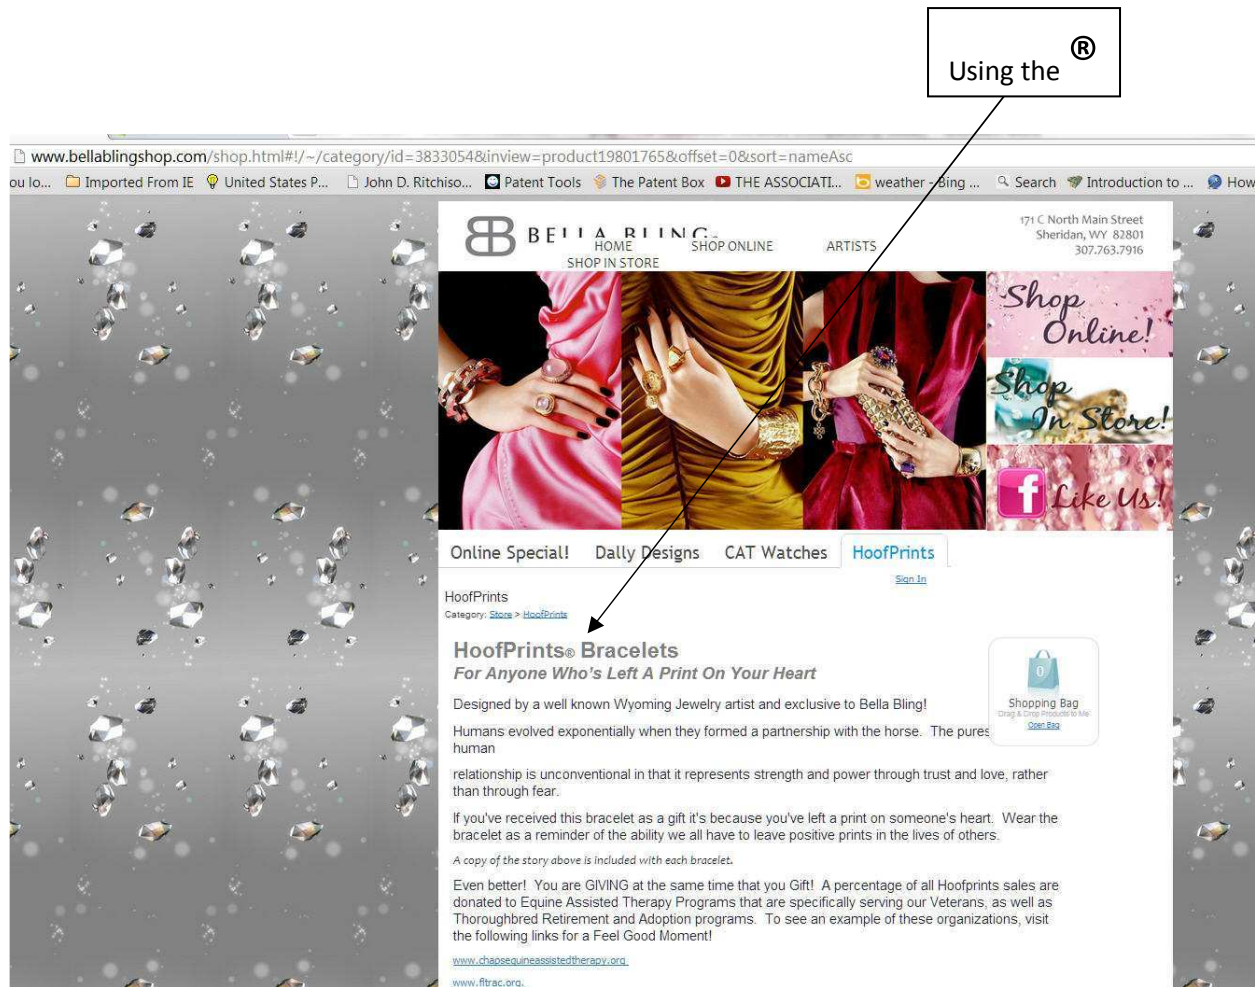 Using the ®
www.bellablingshop.com/shop.html#!/~/category/id=3833054&inview=product19801765&offset=0&sort=nameAsc
ou lo... Imported From IE United States P... John D. Ritchiso... Patent Tools The Patent Box THE ASSOCIATI... weather - Bing ... Search Introduction to ... How
BELLA BLING
171 C North Main Street
Sheridan, WY 82801
307.763.7916
HOME SHOP ONLINE ARTISTS
SHOP IN STORE
Shop
Online!
Shop
In Store!
f Like Us!
Online Special! Dally Designs CAT Watches HoofPrints
Sign In
HoofPrints
Category: Store > HoofPrints
HoofPrints® Bracelets
For Anyone Who's Left A Print On Your Heart
0
Shopping Bag
Drag & Drop Products to Me
Open Bag
Designed by a well known Wyoming Jewelry artist and exclusive to Bella Bling!
Humans evolved exponentially when they formed a partnership with the horse. The pures
human
relationship is unconventional in that it represents strength and power through trust and love, rather
than through fear.
If you've received this bracelet as a gift it's because you've left a print on someone's heart. Wear the
bracelet as a reminder of the ability we all have to leave positive prints in the lives of others.
A copy of the story above is included with each bracelet.
Even better! You are GIVING at the same time that you Gift! A percentage of all Hoofprints sales are
donated to Equine Assisted Therapy Programs that are specifically serving our Veterans, as well as
Thoroughbred Retirement and Adoption programs. To see an example of these organizations, visit
the following links for a Feel Good Moment!
www.chapsequineassistedtherapy.org
www.fltrac.org.